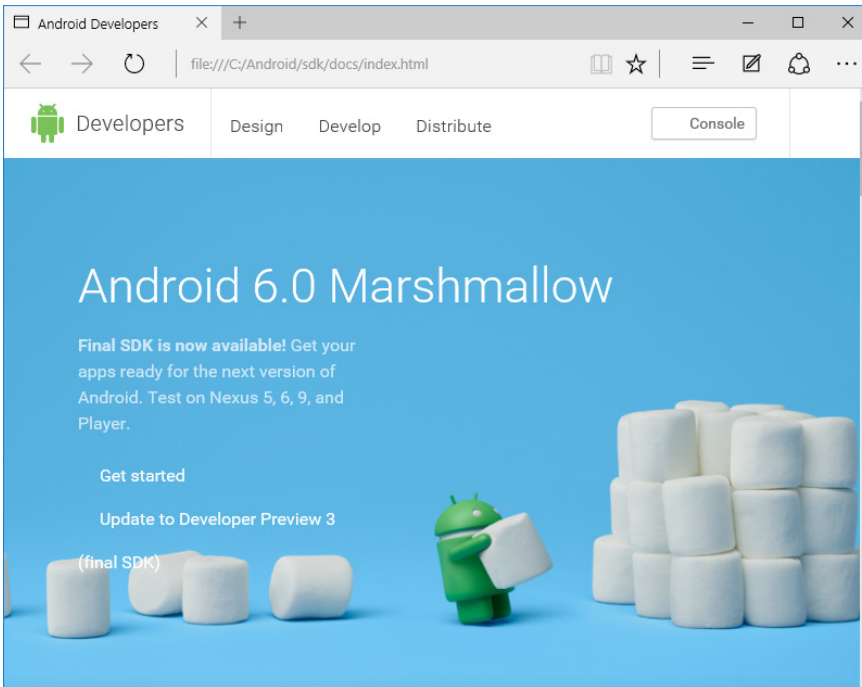 Android Developers
file:///C:/Android/sdk/docs/index.html
Developers
Design
Develop
Distribute
Console
Android 6.0 Marshmallow
Final SDK is now available! Get your
apps ready for the next version of
Android. Test on Nexus 5, 6, 9, and
Player.
Get started
Update to Developer Preview 3
(final SDK)